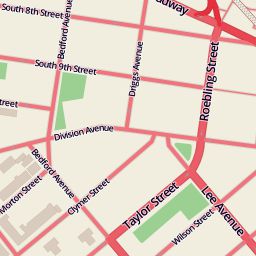 South 8th Street
Bedford Avenue
Driggs Avenue
South 9th Street
Roebling Street
Street
Division Avenue
Bedford Avenue
Morton Street
Clymer Street
Taylor Street
Lee Avenue
Wilson Street